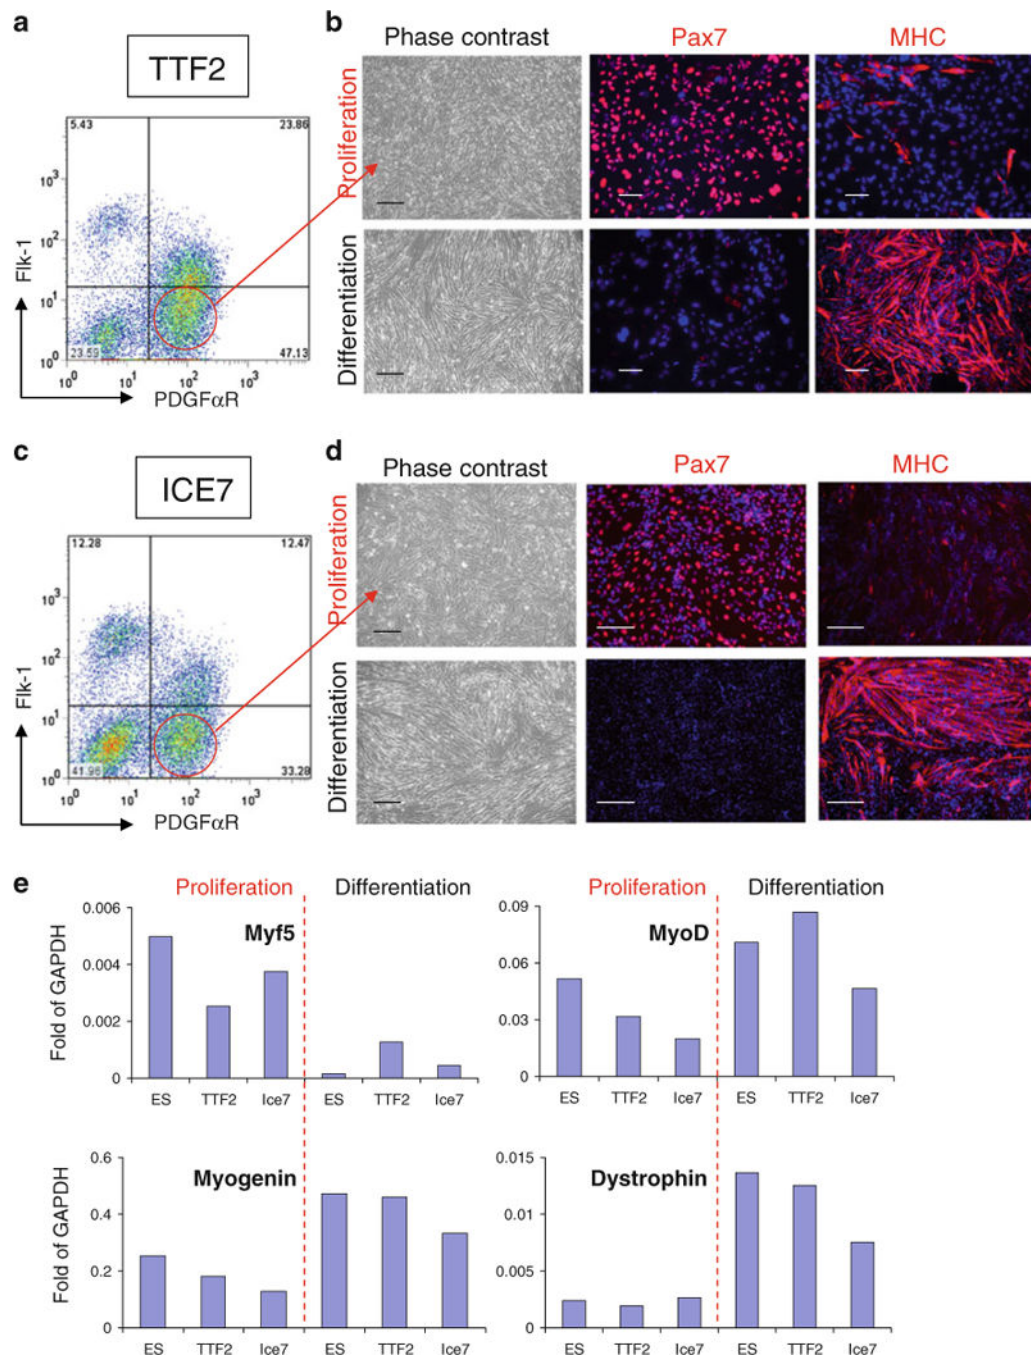 a
TTF2
5.43
23.86
10³
10²
10¹
10⁰
23.59
47.13
10⁰ 10¹ 10² 10³
Flk-1
PDGFαR
b
Phase contrast Pax7 MHC
Proliferation
Differentiation
c
ICE7
12.28
12.47
10³
10²
10¹
10⁰
41.96
33.28
10⁰ 10¹ 10² 10³
Flk-1
PDGFαR
d
Phase contrast Pax7 MHC
Proliferation
Differentiation
e
Proliferation Differentiation
Myf5
Fold of GAPDH
0.006
0.004
0.002
0
ES TTF2 Ice7 ES TTF2 Ice7
Proliferation Differentiation
MyoD
0.09
0.06
0.03
0
ES TTF2 Ice7 ES TTF2 Ice7
Myogenin
Fold of GAPDH
0.6
0.4
0.2
0
ES TTF2 Ice7 ES TTF2 Ice7
Dystrophin
0.015
0.01
0.005
0
ES TTF2 Ice7 ES TTF2 Ice7